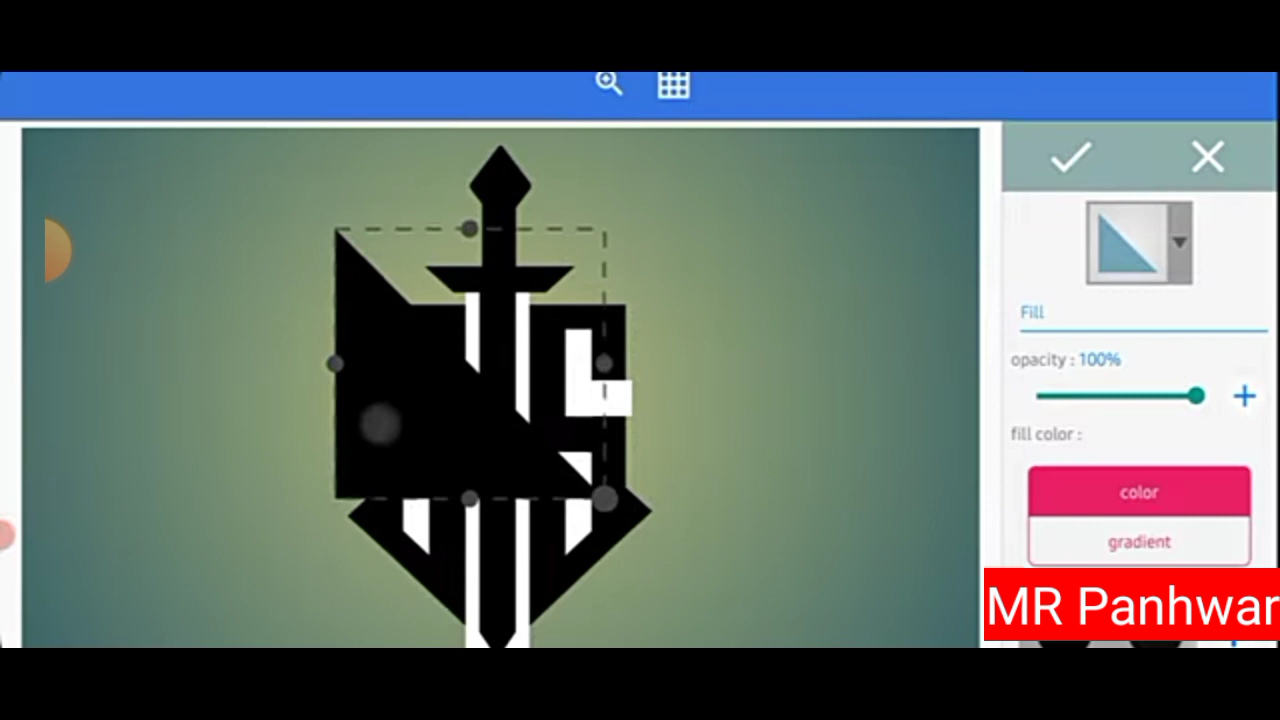 Fill
opacity : 100%
fill color :
color
gradient
MR Panhwar